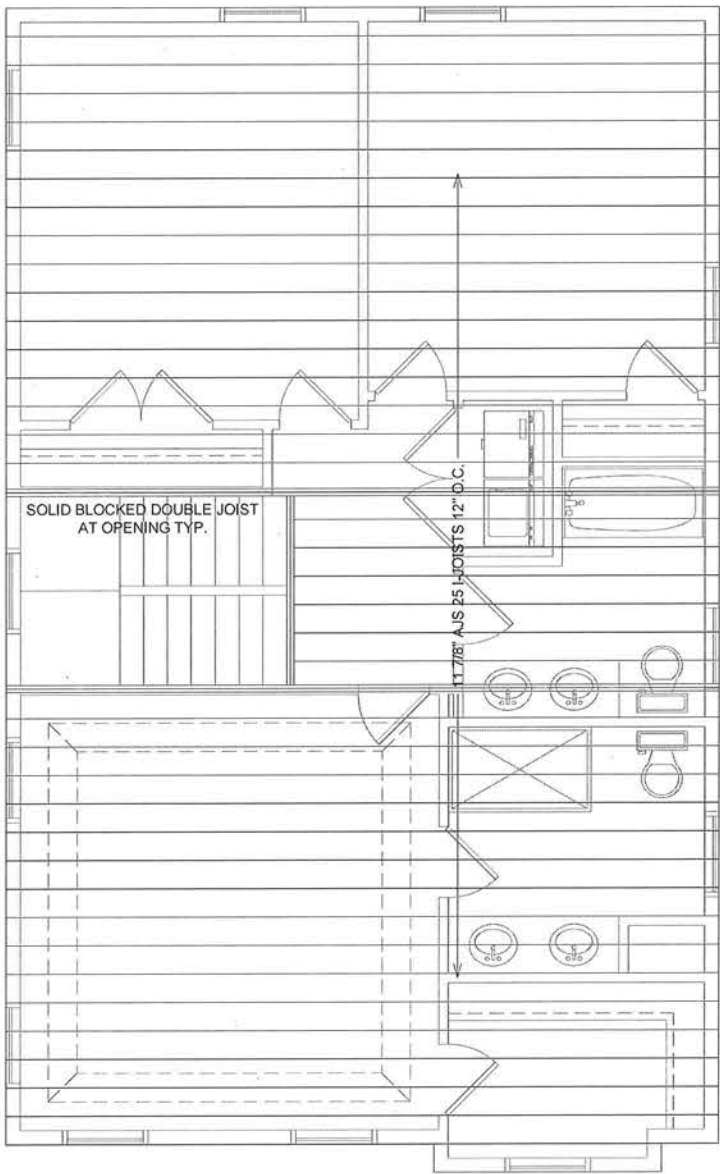 SOLID BLOCKED DOUBLE JOIST
AT OPENING TYP.
11 7/8" AJS 25 I-JOISTS 12" O.C.